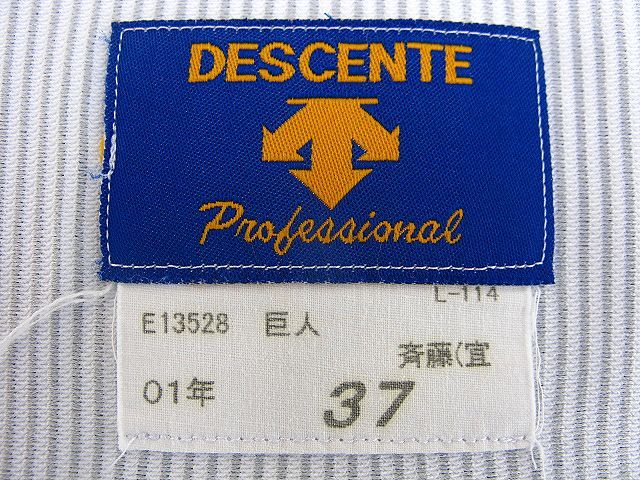 DESCENTE
Professional
L-114
E13528 巨人
斉藤(宜
01年 37